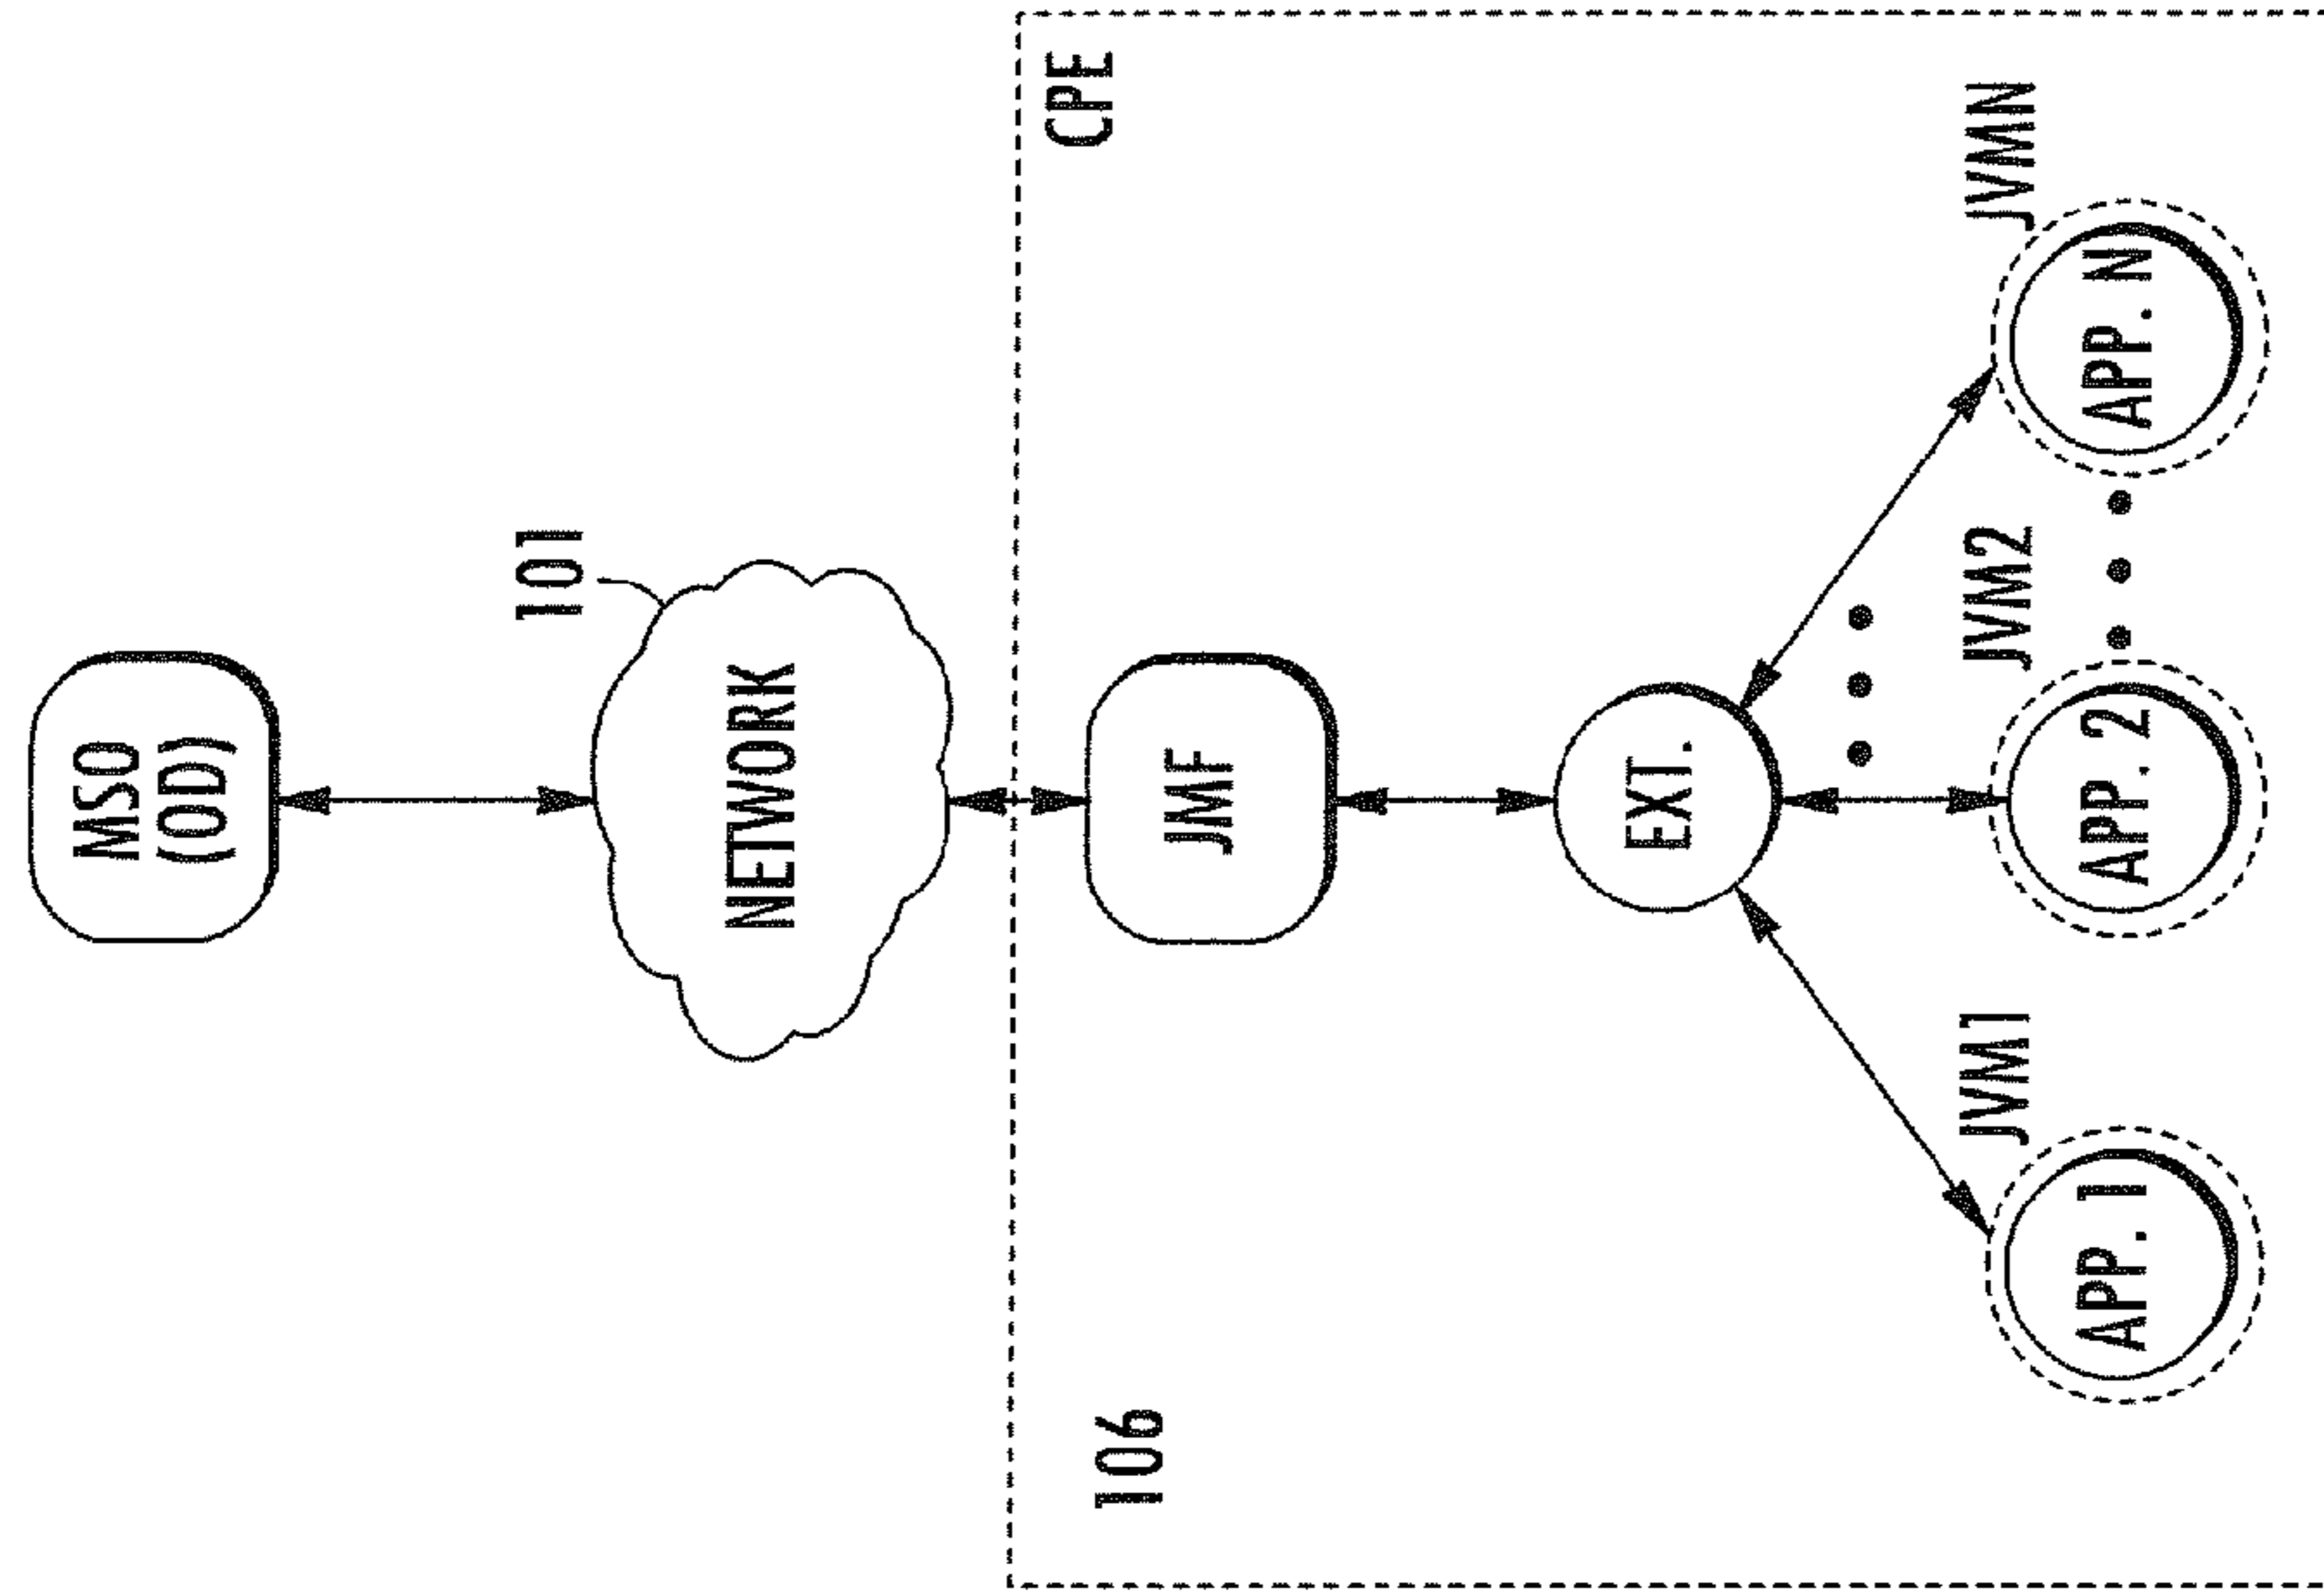 MSO
(OD)
101
NETWORK
CPE
106
JMF
EXT.
JVM1
JVM2
JVMN
APP. 1
APP. 2
APP. N